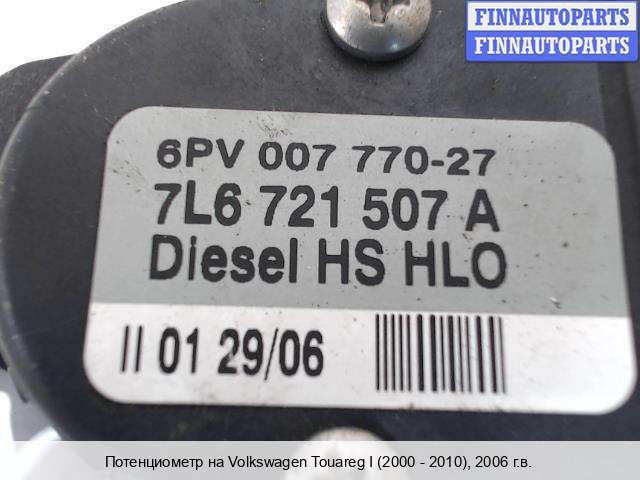 FINNAUTOPARTS
FINNAUTOPARTS
6PV 007 770-27
7L6 721 507 A
Diesel HS HLO
II 01 29/06
Потенциометр на Volkswagen Touareg I (2000 - 2010), 2006 г.в.